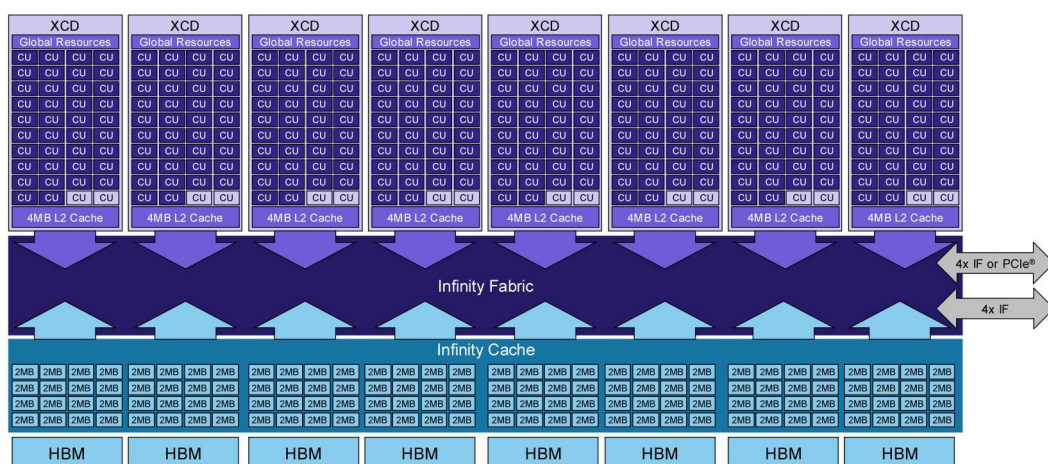 XCD XCD XCD XCD XCD XCD XCD XCD
Global Resources Global Resources Global Resources Global Resources Global Resources Global Resources Global Resources Global Resources
CU CU CU CU CU CU CU CU CU CU CU CU CU CU CU CU CU CU CU CU CU CU CU CU CU CU CU CU CU CU CU CU
CU CU CU CU CU CU CU CU CU CU CU CU CU CU CU CU CU CU CU CU CU CU CU CU CU CU CU CU CU CU CU CU
CU CU CU CU CU CU CU CU CU CU CU CU CU CU CU CU CU CU CU CU CU CU CU CU CU CU CU CU CU CU CU CU
CU CU CU CU CU CU CU CU CU CU CU CU CU CU CU CU CU CU CU CU CU CU CU CU CU CU CU CU CU CU CU CU
CU CU CU CU CU CU CU CU CU CU CU CU CU CU CU CU CU CU CU CU CU CU CU CU CU CU CU CU CU CU CU CU
CU CU CU CU CU CU CU CU CU CU CU CU CU CU CU CU CU CU CU CU CU CU CU CU CU CU CU CU CU CU CU CU
CU CU CU CU CU CU CU CU CU CU CU CU CU CU CU CU CU CU CU CU CU CU CU CU CU CU CU CU CU CU CU CU
CU CU CU CU CU CU CU CU CU CU CU CU CU CU CU CU CU CU CU CU CU CU CU CU CU CU CU CU CU CU CU CU
CU CU CU CU CU CU CU CU CU CU CU CU CU CU CU CU CU CU CU CU CU CU CU CU CU CU CU CU CU CU CU CU
CU CU CU CU CU CU CU CU CU CU CU CU CU CU CU CU CU CU CU CU CU CU CU CU CU CU CU CU CU CU CU CU
4MB L2 Cache 4MB L2 Cache 4MB L2 Cache 4MB L2 Cache 4MB L2 Cache 4MB L2 Cache 4MB L2 Cache 4MB L2 Cache
4x IF or PCIe®
Infinity Fabric
4x IF
Infinity Cache
2MB 2MB 2MB 2MB 2MB 2MB 2MB 2MB 2MB 2MB 2MB 2MB 2MB 2MB 2MB 2MB 2MB 2MB 2MB 2MB 2MB 2MB 2MB 2MB 2MB 2MB 2MB 2MB 2MB 2MB 2MB 2MB
2MB 2MB 2MB 2MB 2MB 2MB 2MB 2MB 2MB 2MB 2MB 2MB 2MB 2MB 2MB 2MB 2MB 2MB 2MB 2MB 2MB 2MB 2MB 2MB 2MB 2MB 2MB 2MB 2MB 2MB 2MB 2MB
2MB 2MB 2MB 2MB 2MB 2MB 2MB 2MB 2MB 2MB 2MB 2MB 2MB 2MB 2MB 2MB 2MB 2MB 2MB 2MB 2MB 2MB 2MB 2MB 2MB 2MB 2MB 2MB 2MB 2MB 2MB 2MB
2MB 2MB 2MB 2MB 2MB 2MB 2MB 2MB 2MB 2MB 2MB 2MB 2MB 2MB 2MB 2MB 2MB 2MB 2MB 2MB 2MB 2MB 2MB 2MB 2MB 2MB 2MB 2MB 2MB 2MB 2MB 2MB
HBM HBM HBM HBM HBM HBM HBM HBM